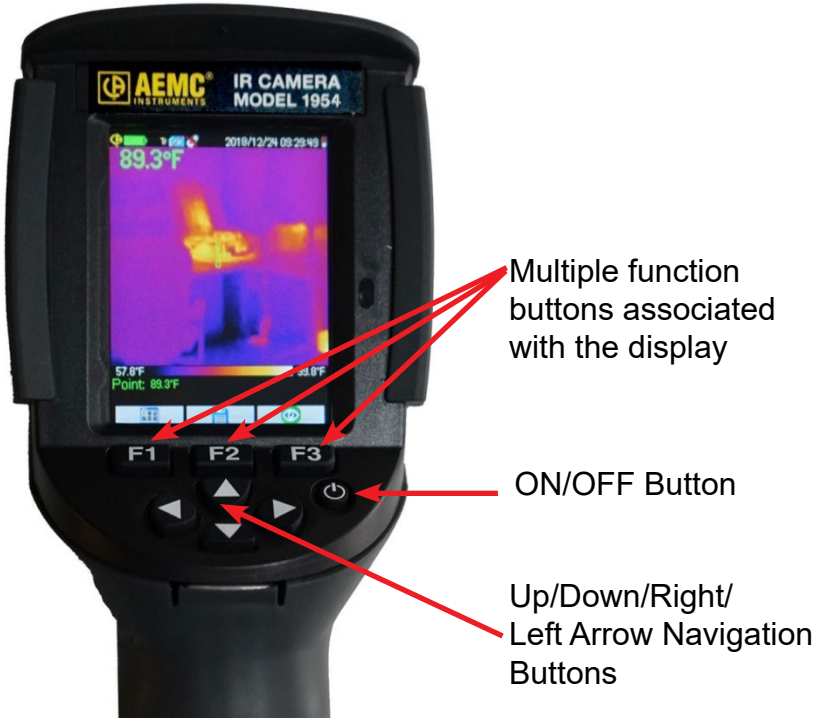 AEMC®
INSTRUMENTS
IR CAMERA
MODEL 1954
2018/12/24 09:29:49
89.3°F
57.8°F
99.8°F
Point: 89.3°F
F1
F2
F3
Multiple function
buttons associated
with the display
ON/OFF Button
Up/Down/Right/
Left Arrow Navigation
Buttons